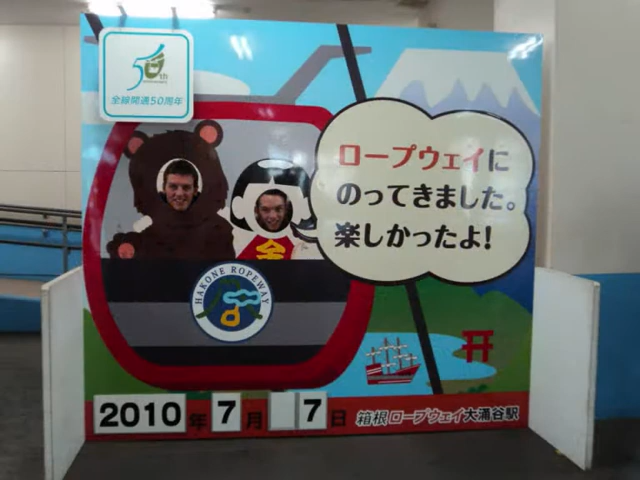 50th
Anniversary
全線開通50周年
ロープウェイに
のってきました。
楽しかったよ!
金
HAKONE ROPEWAY
2010年7月7日
箱根ロープウェイ大涌谷駅